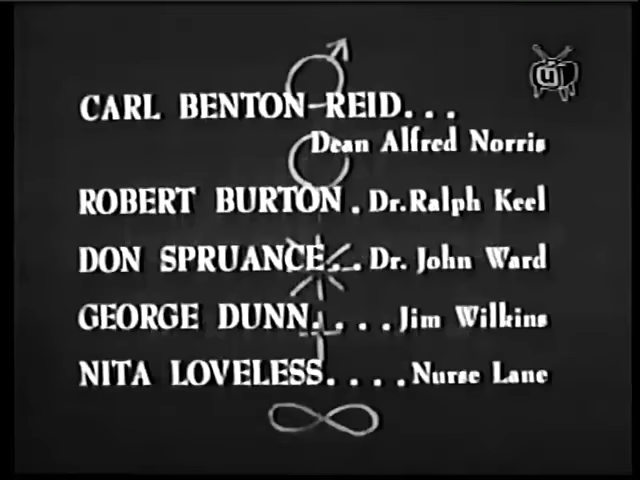 CARL BENTON REID...
Dean Alfred Norris
ROBERT BURTON . Dr. Ralph Keel
DON SPRUANCE.. Dr. John Ward
GEORGE DUNN. . . . Jim Wilkins
NITA LOVELESS. . . . Nurse Lane